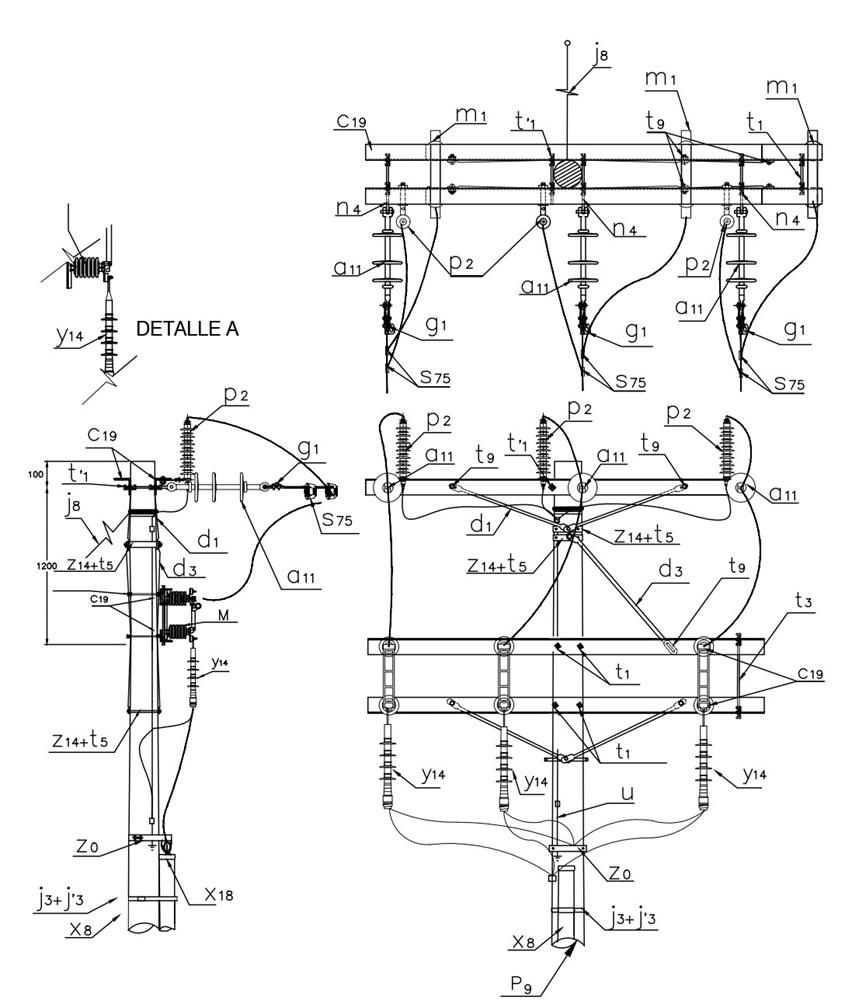 j8
m1
m1
m1
C19
t'1
t9
t1
n4
n4
n4
p2
p2
a11
a11
a11
g1
g1
g1
S75
S75
S75
y14
DETALLE A
p2
C19
g1
100
t'1
S75
j8
d1
z14+t5
d3
a11
1200
C19
M
y14
z14+t5
z0
x18
j3+j'3
x8
p2
p2
p2
a11
t9
t'1
a11
t9
a11
d1
z14+t5
z14+t5
d3
t9
t3
t1
C19
t1
y14
y14
y14
u
z0
j3+j'3
x8
P9